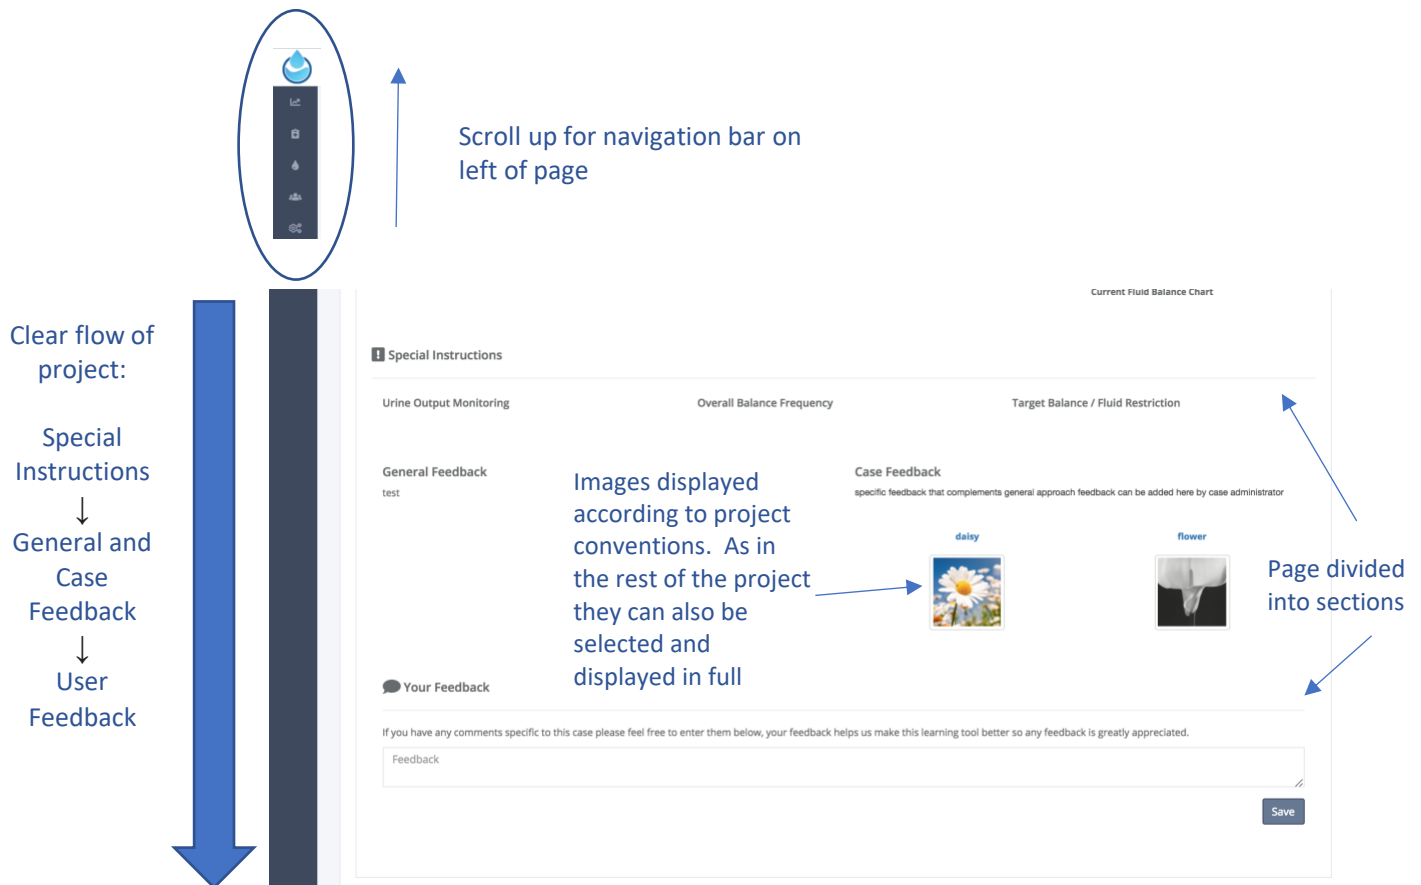 Scroll up for navigation bar on
left of page
Clear flow of
project:
Special
Instructions
↓
General and
Case
Feedback
↓
User
Feedback
Current Fluid Balance Chart
Special Instructions
Urine Output Monitoring
Overall Balance Frequency
Target Balance / Fluid Restriction
General Feedback
test
Images displayed
according to project
conventions. As in
the rest of the project
they can also be
selected and
displayed in full
Case Feedback
specific feedback that complements general approach feedback can be added here by case administrator
daisy
flower
Page divided
into sections
Your Feedback
If you have any comments specific to this case please feel free to enter them below, your feedback helps us make this learning tool better so any feedback is greatly appreciated.
Feedback
Save